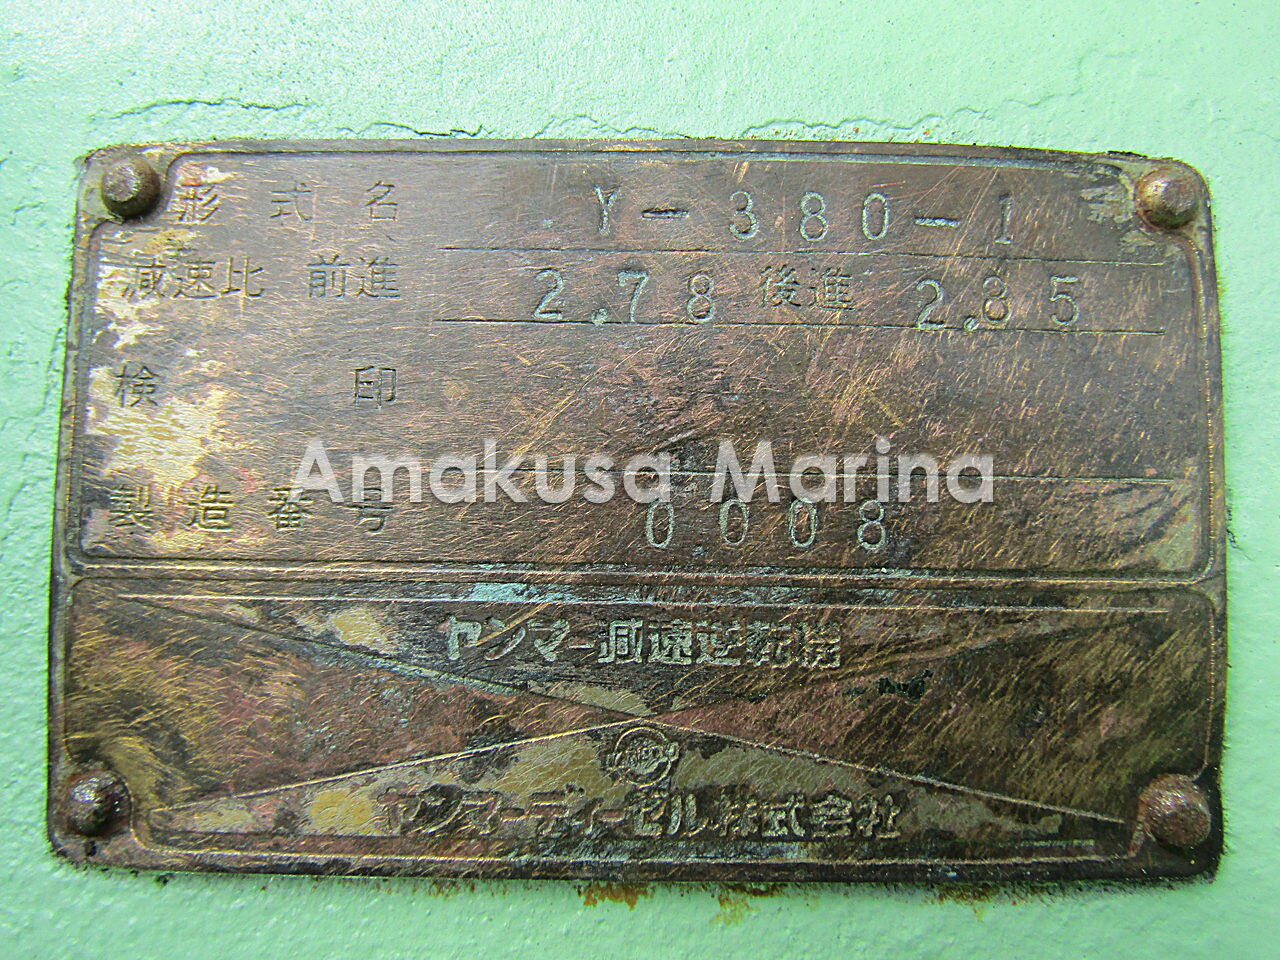 形式名 Y-380-1
減速比 前進 2.78 後進 2.85
検印
Amakusa Marina
製造番号 0008
ヤンマー減速逆転機
ヤンマーディーゼル株式会社